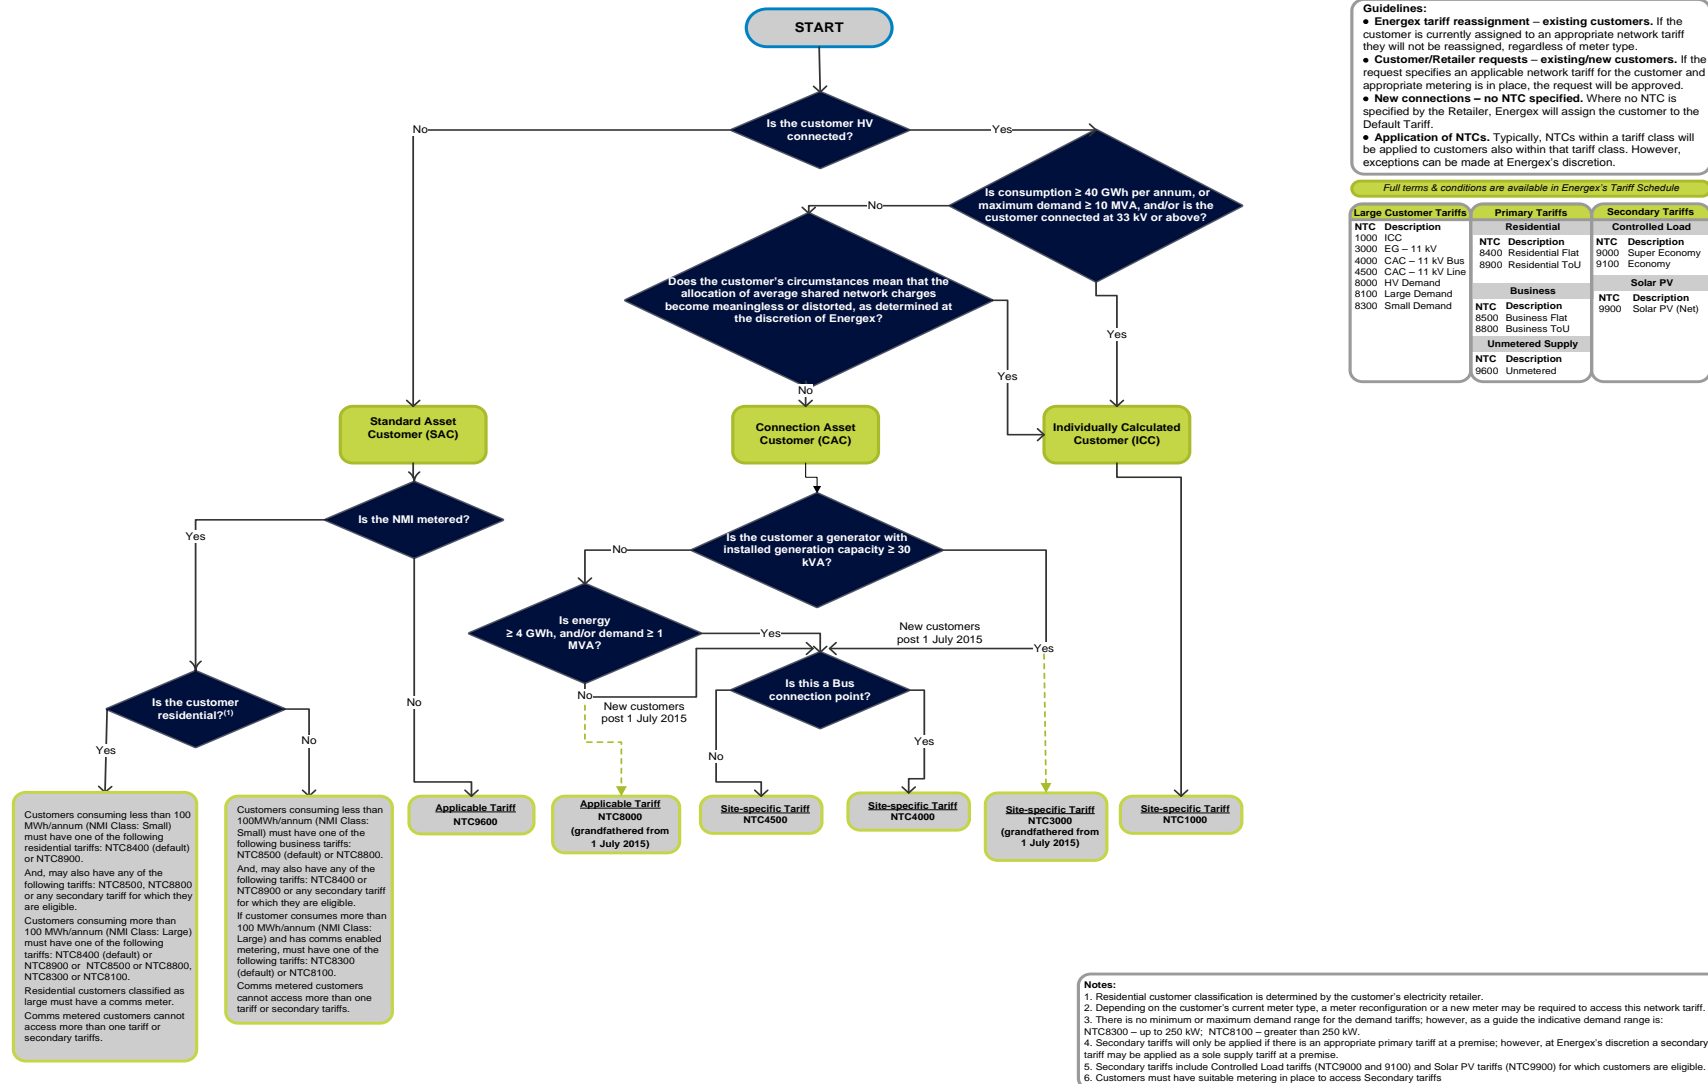 START
Is the customer HV
connected?
No
Yes
Is consumption ≥ 40 GWh per annum, or
maximum demand ≥ 10 MVA, and/or is the
customer connected at 33 kV or above?
No
Yes
Does the customer's circumstances mean that the
allocation of average shared network charges
become meaningless or distorted, as determined at
the discretion of Energex?
Yes
No
Standard Asset
Customer (SAC)
Connection Asset
Customer (CAC)
Individually Calculated
Customer (ICC)
Is the NMI metered?
Yes
No
Is the customer a generator with
installed generation capacity ≥ 30
kVA?
No
Yes
Is energy
≥ 4 GWh, and/or demand ≥ 1
MVA?
Yes
No
New customers
post 1 July 2015
New customers
post 1 July 2015
Is this a Bus
connection point?
No
Yes
Is the customer
residential?(1)
Yes
No
Customers consuming less than 100
MWh/annum (NMI Class: Small)
must have one of the following
residential tariffs: NTC8400 (default)
or NTC8900.
And, may also have any of the
following tariffs: NTC8500, NTC8800
or any secondary tariff for which they
are eligible.
Customers consuming more than
100 MWh/annum (NMI Class: Large)
must have one of the following
tariffs: NTC8400 (default) or
NTC8900 or NTC8500 or NTC8800,
NTC8300 or NTC8100.
Residential customers classified as
large must have a comms meter.
Comms metered customers cannot
access more than one tariff or
secondary tariffs.
Customers consuming less than
100MWh/annum (NMI Class:
Small) must have one of the
following business tariffs:
NTC8500 (default) or NTC8800.
And, may also have any of the
following tariffs: NTC8400 or
NTC8900 or any secondary tariff
for which they are eligible.
If customer consumes more than
100 MWh/annum (NMI Class:
Large) and has comms enabled
metering, must have one of the
following tariffs: NTC8300
(default) or NTC8100.
Comms metered customers
cannot access more than one
tariff or secondary tariffs.
Applicable Tariff
NTC9600
Applicable Tariff
NTC8000
(grandfathered from
1 July 2015)
Site-specific Tariff
NTC4500
Site-specific Tariff
NTC4000
Site-specific Tariff
NTC3000
(grandfathered from
1 July 2015)
Site-specific Tariff
NTC1000
Guidelines:
• Energex tariff reassignment – existing customers. If the
customer is currently assigned to an appropriate network tariff
they will not be reassigned, regardless of meter type.
• Customer/Retailer requests – existing/new customers. If the
request specifies an applicable network tariff for the customer and
appropriate metering is in place, the request will be approved.
• New connections – no NTC specified. Where no NTC is
specified by the Retailer, Energex will assign the customer to the
Default Tariff.
• Application of NTCs. Typically, NTCs within a tariff class will
be applied to customers also within that tariff class. However,
exceptions can be made at Energex's discretion.
Full terms & conditions are available in Energex's Tariff Schedule
Large Customer Tariffs
NTC Description
1000 ICC
3000 EG – 11 kV
4000 CAC – 11 kV Bus
4500 CAC – 11 kV Line
8000 HV Demand
8100 Large Demand
8300 Small Demand
Primary Tariffs
Residential
NTC Description
8400 Residential Flat
8900 Residential ToU
Business
NTC Description
8500 Business Flat
8800 Business ToU
Unmetered Supply
NTC Description
9600 Unmetered
Secondary Tariffs
Controlled Load
NTC Description
9000 Super Economy
9100 Economy
Solar PV
NTC Description
9900 Solar PV (Net)
Notes:
1. Residential customer classification is determined by the customer's electricity retailer.
2. Depending on the customer's current meter type, a meter reconfiguration or a new meter may be required to access this network tariff.
3. There is no minimum or maximum demand range for the demand tariffs; however, as a guide the indicative demand range is:
NTC8300 – up to 250 kW; NTC8100 – greater than 250 kW.
4. Secondary tariffs will only be applied if there is an appropriate primary tariff at a premise; however, at Energex's discretion a secondary
tariff may be applied as a sole supply tariff at a premise.
5. Secondary tariffs include Controlled Load tariffs (NTC9000 and 9100) and Solar PV tariffs (NTC9900) for which customers are eligible.
6. Customers must have suitable metering in place to access Secondary tariffs